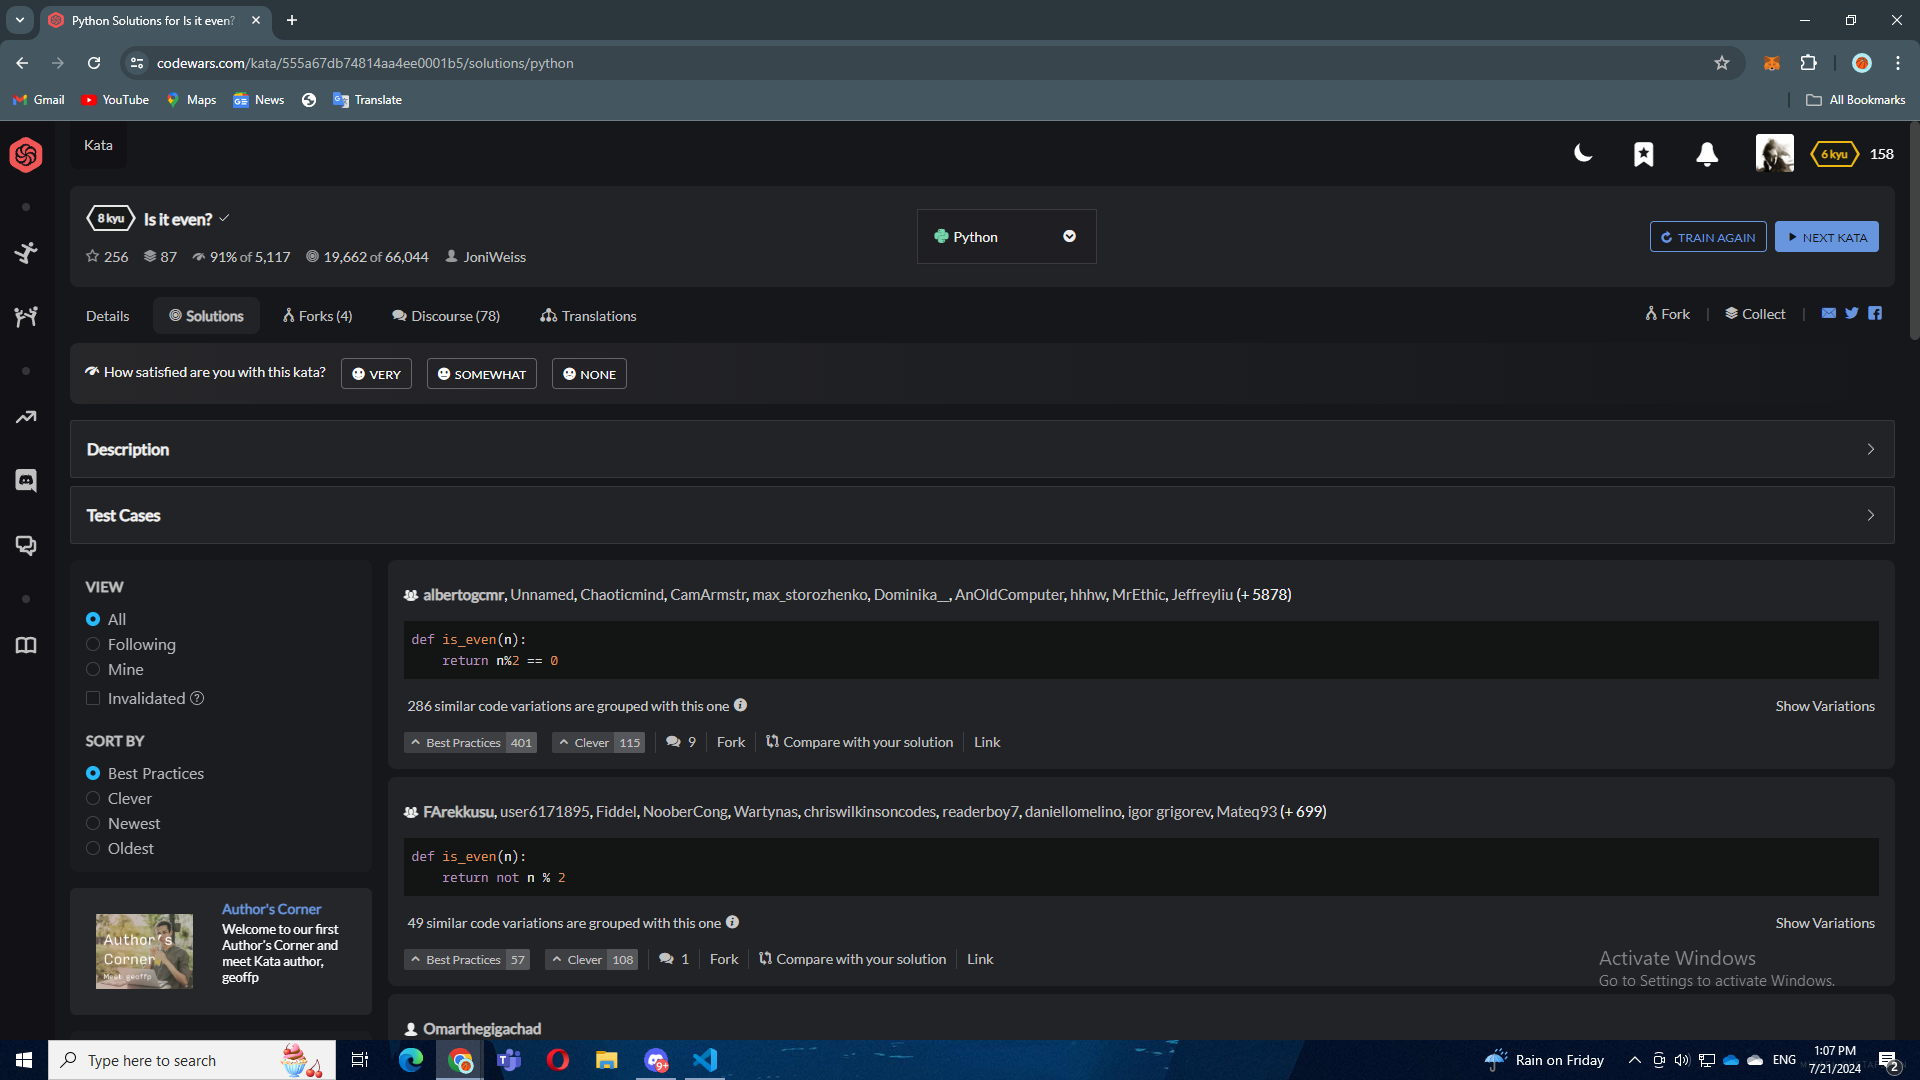 Python Solutions for Is it even?
codewars.com/kata/555a67db74814aa4ee0001b5/solutions/python
Gmail YouTube Maps News Translate All Bookmarks
Kata
6 kyu 158
8 kyu Is it even?
256 87 91% of 5,117 19,662 of 66,044 JoniWeiss
Python
TRAIN AGAIN NEXT KATA
Details Solutions Forks (4) Discourse (78) Translations
Fork | Collect |
How satisfied are you with this kata? VERY SOMEWHAT NONE
Description
Test Cases
VIEW
All
Following
Mine
Invalidated
SORT BY
Best Practices
Clever
Newest
Oldest
Author's Corner
Meet geoffp
Author's Corner
Welcome to our first
Author's Corner and
meet Kata author,
geoffp
albertogcmr, Unnamed, Chaoticmind, CamArmstr, max_storozhenko, Dominika__, AnOldComputer, hhhw, MrEthic, Jeffreyliu (+ 5878)
def is_even(n):
return n%2 == 0
286 similar code variations are grouped with this one
Show Variations
Best Practices 401 Clever 115 9 Fork Compare with your solution Link
FArekkusu, user6171895, Fiddel, NooberCong, Wartynas, chriswilkinsoncodes, readerboy7, daniellomelino, igor grigorev, Mateq93 (+ 699)
def is_even(n):
return not n % 2
49 similar code variations are grouped with this one
Show Variations
Best Practices 57 Clever 108 1 Fork Compare with your solution Link
Omarthegigachad
Activate Windows
Go to Settings to activate Windows.
Type here to search
9+
Rain on Friday
ENG
1:07 PM
7/21/2024
2